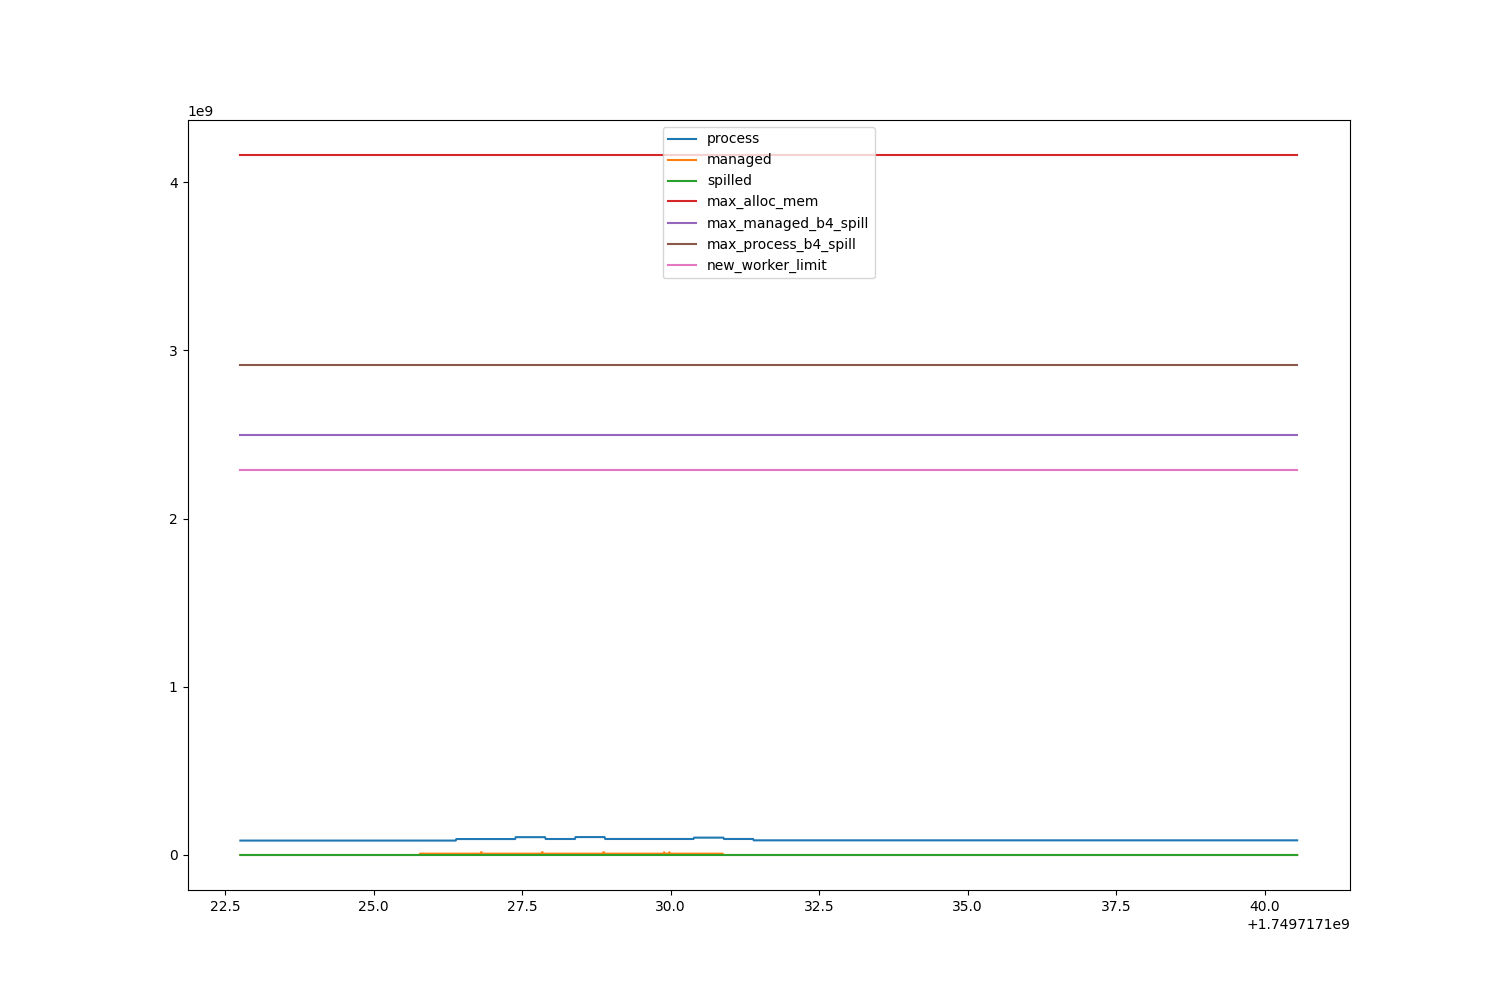 1e9
process
managed
spilled
max_alloc_mem
max_managed_b4_spill
max_process_b4_spill
new_worker_limit
4
3
2
1
0
22.5 25.0 27.5 30.0 32.5 35.0 37.5 40.0
+1.7497171e9